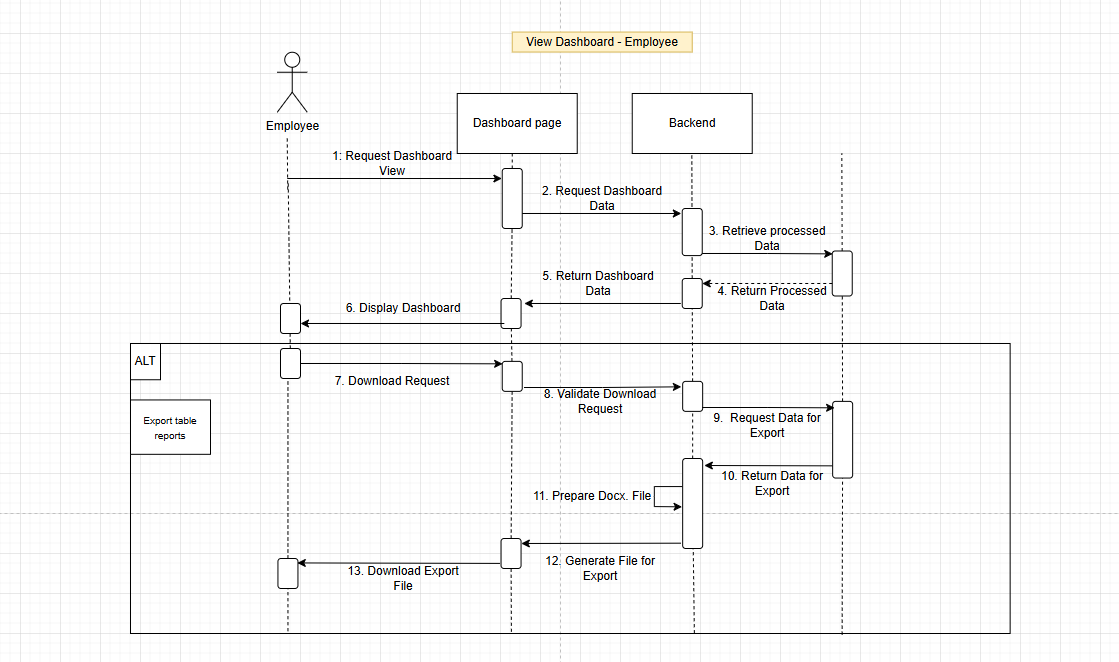 View Dashboard - Employee
Employee
Dashboard page
Backend
1: Request Dashboard
View
2. Request Dashboard
Data
3. Retrieve processed
Data
4. Return Processed
Data
5. Return Dashboard
Data
6. Display Dashboard
ALT
7. Download Request
8. Validate Download
Request
Export table
reports
9. Request Data for
Export
10. Return Data for
Export
11. Prepare Docx. File
12. Generate File for
Export
13. Download Export
File